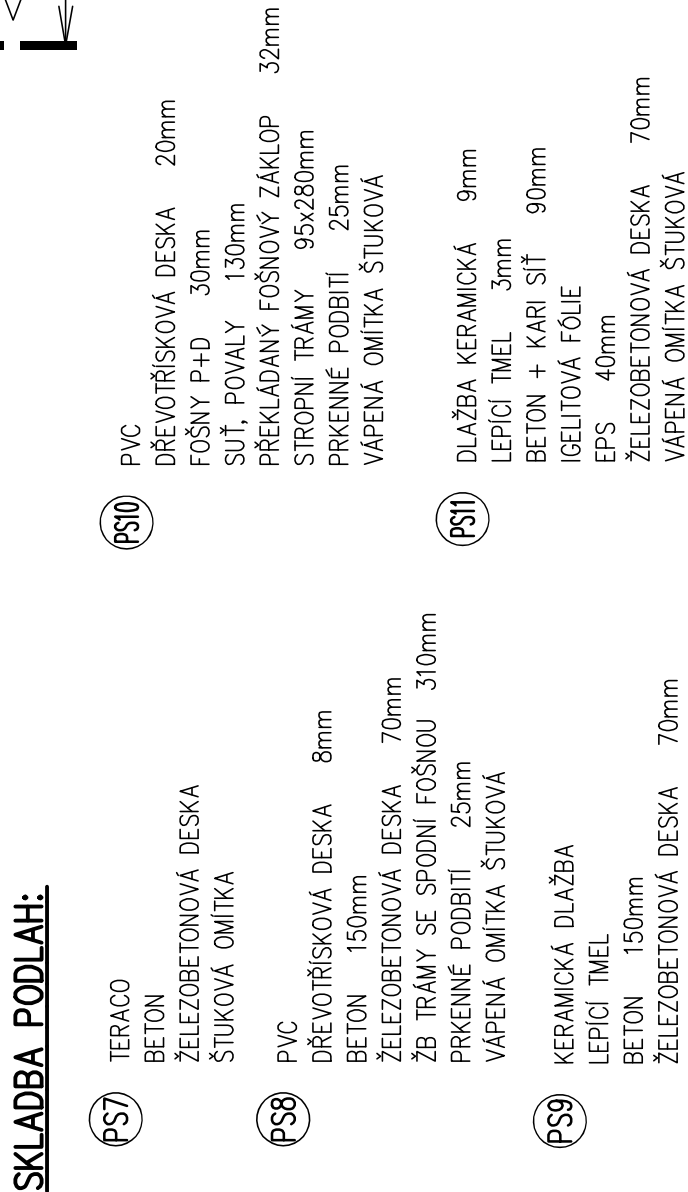 SKLADBA PODLAH:
PS7
TERACO
BETON
ŽELEZOBETONOVÁ DESKA
ŠTUKOVÁ OMÍTKA
PS8
PVC
DŘEVOTŘÍSKOVÁ DESKA 8mm
BETON 150mm
ŽELEZOBETONOVÁ DESKA 70mm
ŽB TRÁMY SE SPODNÍ FOŠNOU 310mm
PRKENNÉ PODBITÍ 25mm
VÁPENÁ OMÍTKA ŠTUKOVÁ
PS9
KERAMICKÁ DLAŽBA
LEPÍCÍ TMEL
BETON 150mm
ŽELEZOBETONOVÁ DESKA 70mm
PS10
PVC
DŘEVOTŘÍSKOVÁ DESKA 20mm
FOŠNY P+D 30mm
SUŤ, POVALY 130mm
PŘEKLÁDANÝ FOŠNOVÝ ZÁKLOP 32mm
STROPNÍ TRÁMY 95x280mm
PRKENNÉ PODBITÍ 25mm
VÁPENÁ OMÍTKA ŠTUKOVÁ
PS11
DLAŽBA KERAMICKÁ 9mm
LEPÍCÍ TMEL 3mm
BETON + KARI SÍŤ 90mm
IGELITOVÁ FÓLIE
EPS 40mm
ŽELEZOBETONOVÁ DESKA 70mm
VÁPENÁ OMÍTKA ŠTUKOVÁ